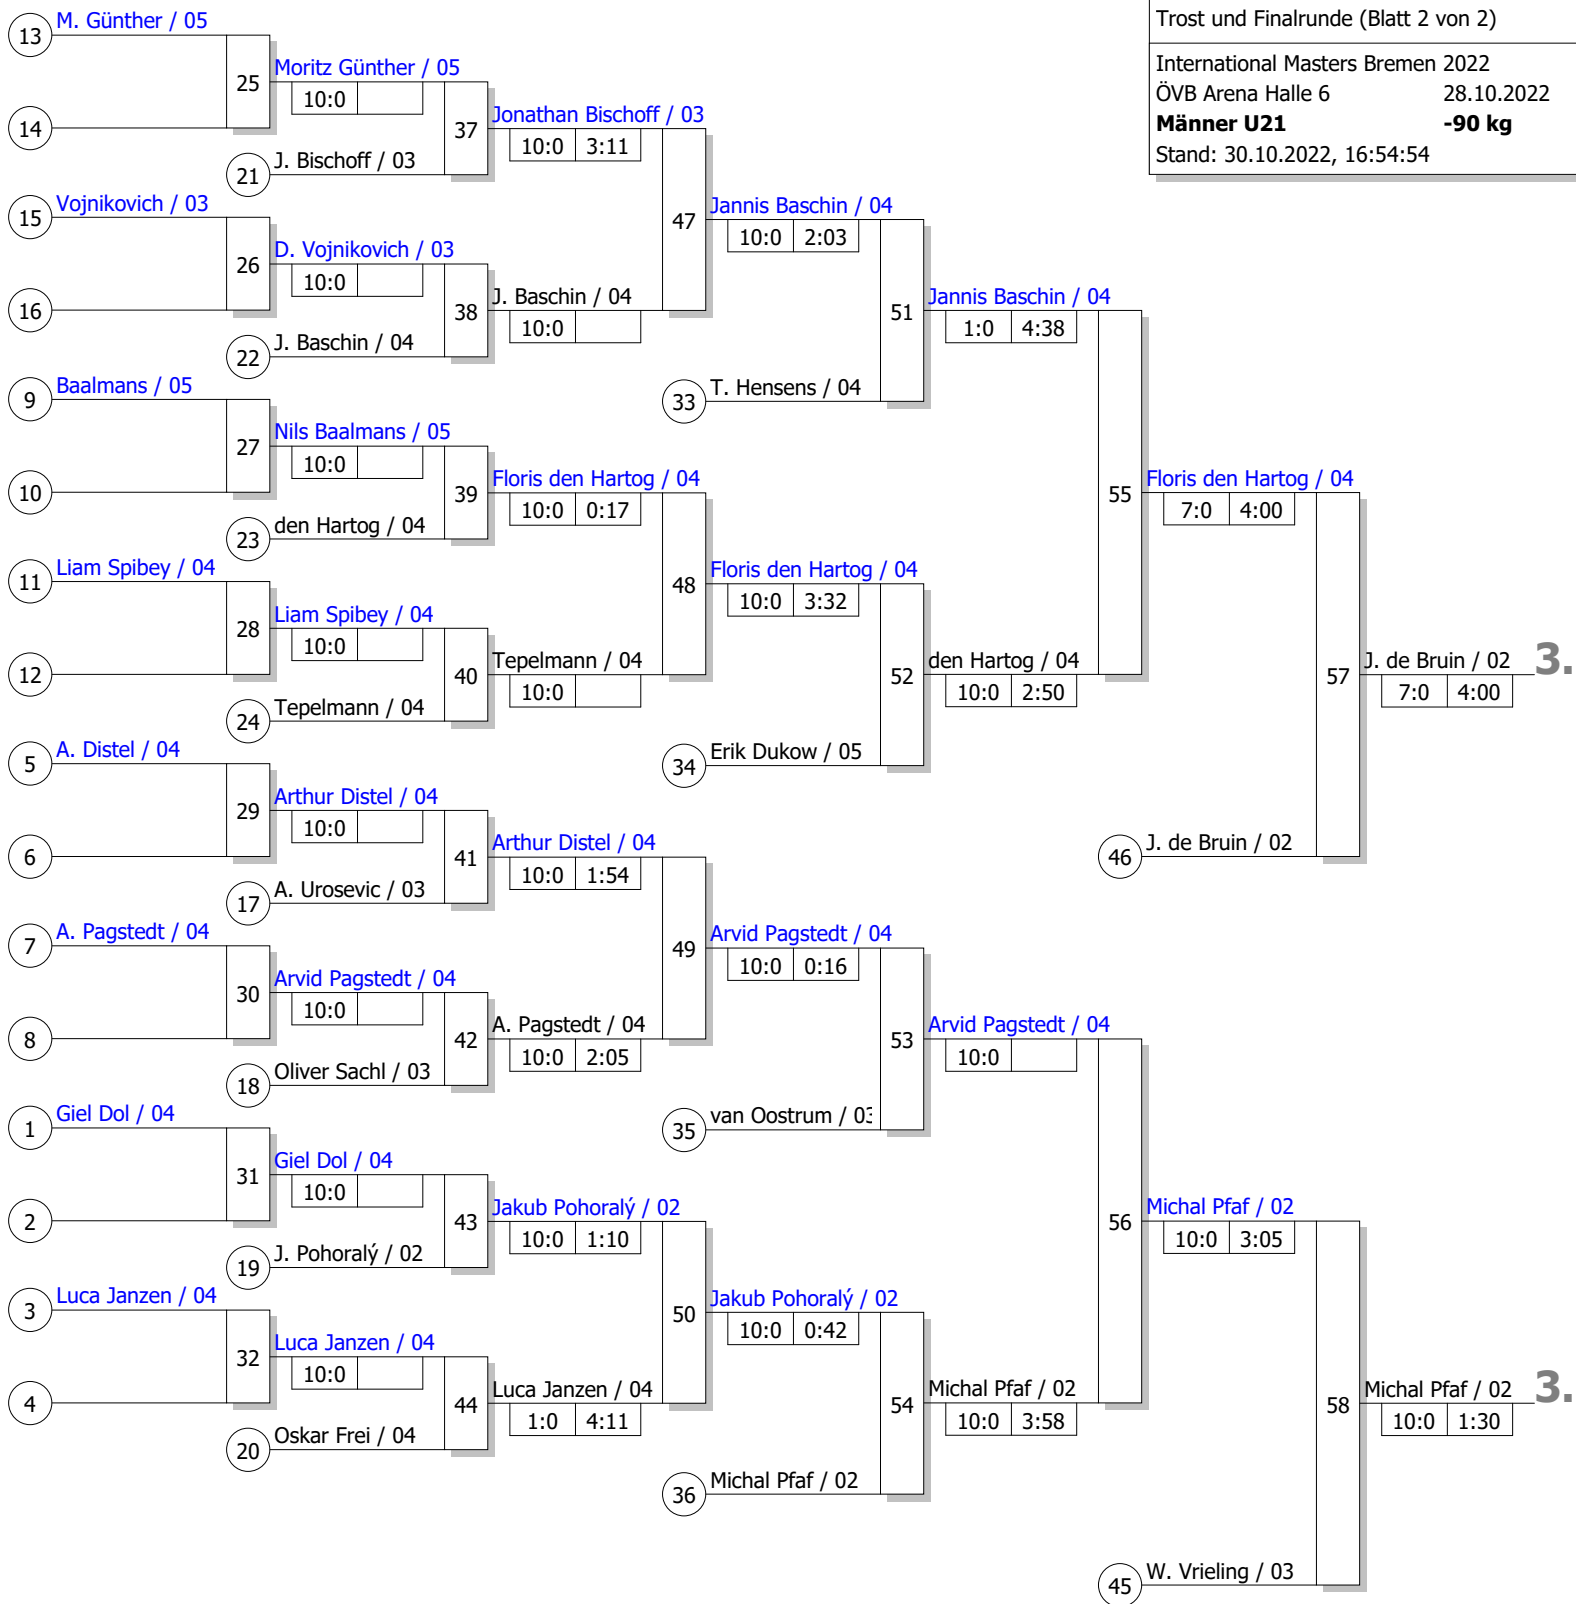 Trost und Finalrunde (Blatt 2 von 2)
International Masters Bremen 2022
ÖVB Arena Halle 6 28.10.2022
Männer U21 -90 kg
Stand: 30.10.2022, 16:54:54
13 M. Günther / 05
25 Moritz Günther / 05
10:0
14
37 Jonathan Bischoff / 03
10:0 3:11
21 J. Bischoff / 03
15 Vojnikovich / 03
47 Jannis Baschin / 04
10:0 2:03
26 D. Vojnikovich / 03
10:0
16
38 J. Baschin / 04
10:0
22 J. Baschin / 04
51 Jannis Baschin / 04
1:0 4:38
33 T. Hensens / 04
9 Baalmans / 05
27 Nils Baalmans / 05
10:0
10
39 Floris den Hartog / 04
10:0 0:17
23 den Hartog / 04
55 Floris den Hartog / 04
7:0 4:00
11 Liam Spibey / 04
48 Floris den Hartog / 04
10:0 3:32
28 Liam Spibey / 04
10:0
12
40 Tepelmann / 04
10:0
24 Tepelmann / 04
52 den Hartog / 04
10:0 2:50
34 Erik Dukow / 05
57 J. de Bruin / 02 3.
7:0 4:00
5 A. Distel / 04
29 Arthur Distel / 04
10:0
6
41 Arthur Distel / 04
10:0 1:54
46 J. de Bruin / 02
17 A. Urosevic / 03
7 A. Pagstedt / 04
49 Arvid Pagstedt / 04
10:0 0:16
30 Arvid Pagstedt / 04
10:0
8
42 A. Pagstedt / 04
10:0 2:05
18 Oliver Sachl / 03
53 Arvid Pagstedt / 04
10:0
35 van Oostrum / 03
1 Giel Dol / 04
31 Giel Dol / 04
10:0
2
43 Jakub Pohoralý / 02
10:0 1:10
19 J. Pohoralý / 02
56 Michal Pfaf / 02
10:0 3:05
3 Luca Janzen / 04
50 Jakub Pohoralý / 02
10:0 0:42
32 Luca Janzen / 04
10:0
4
44 Luca Janzen / 04
1:0 4:11
20 Oskar Frei / 04
54 Michal Pfaf / 02
10:0 3:58
36 Michal Pfaf / 02
58 Michal Pfaf / 02 3.
10:0 1:30
45 W. Vrieling / 03